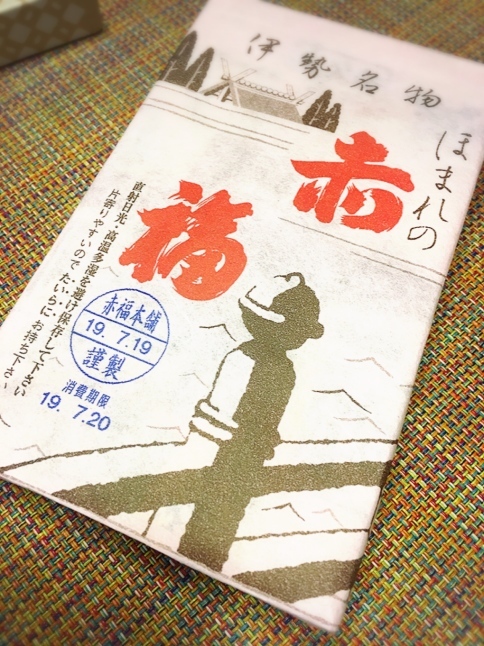 伊勢名物
ほまれの
赤
福
直射日光・高温多湿を避け保存して下さい
片寄りやすいので たいらにお持ち下さい
赤福本舗
19. 7.19
謹製
消費期限
19. 7.20